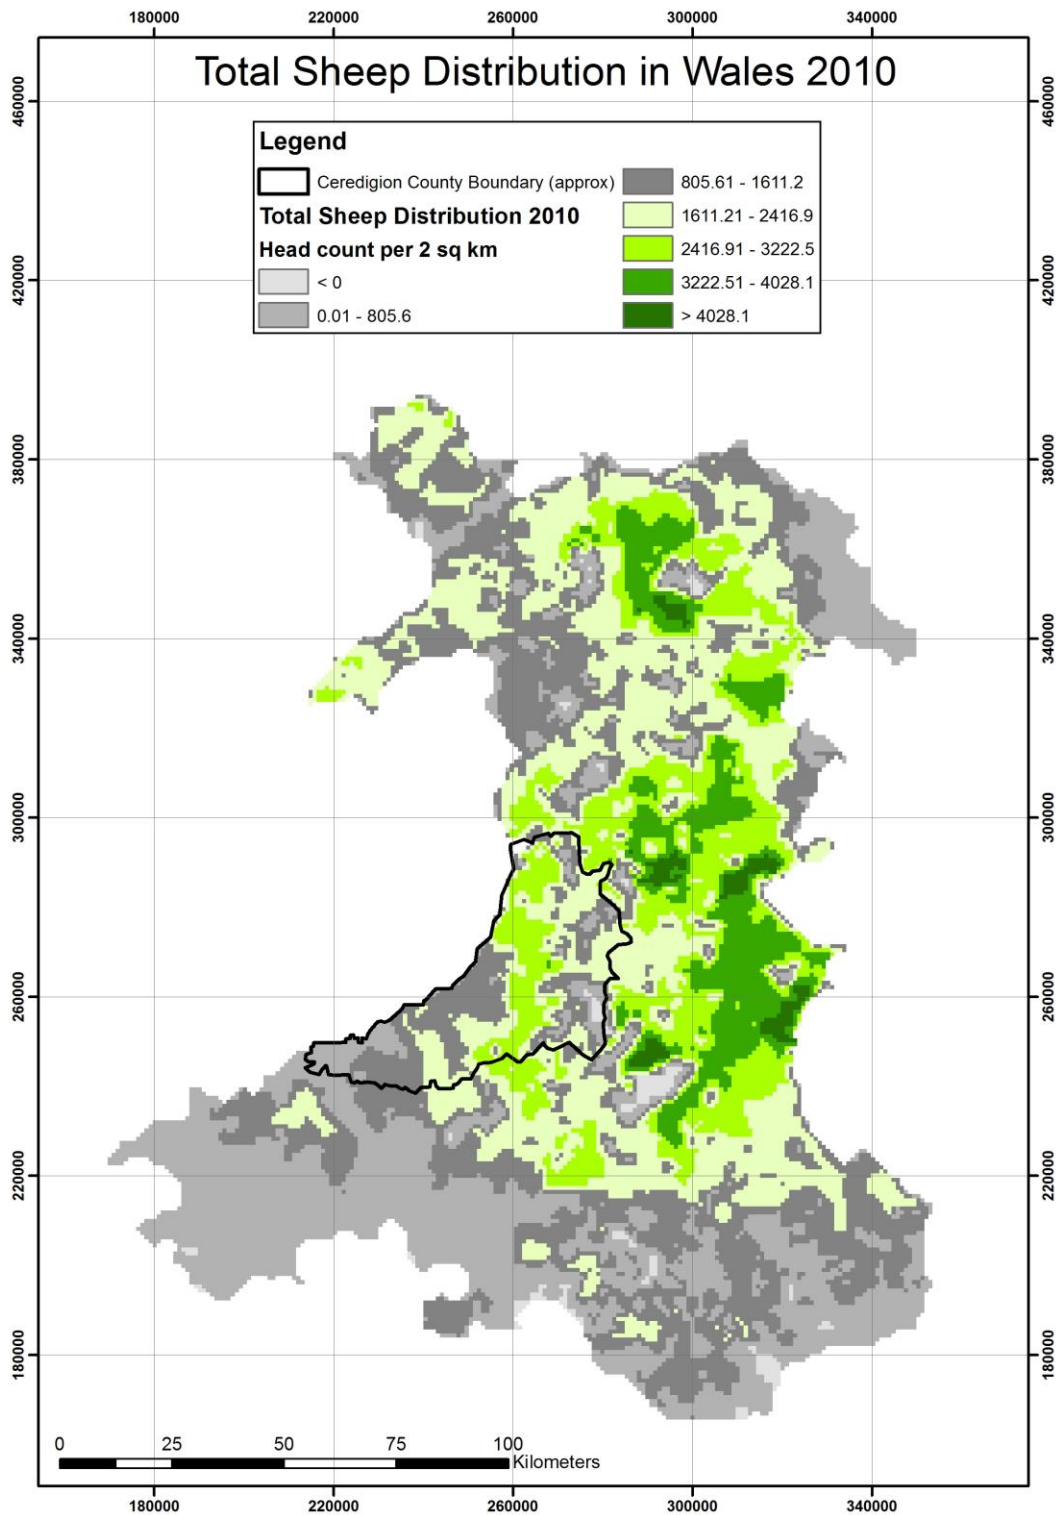 180000 220000 260000 300000 340000
Total Sheep Distribution in Wales 2010
Legend
Ceredigion County Boundary (approx)
Total Sheep Distribution 2010
Head count per 2 sq km
< 0
0.01 - 805.6
805.61 - 1611.2
1611.21 - 2416.9
2416.91 - 3222.5
3222.51 - 4028.1
> 4028.1
460000 460000
420000 420000
380000 380000
340000 340000
300000 300000
260000 260000
220000 220000
180000 180000
0 25 50 75 100
Kilometers
180000 220000 260000 300000 340000